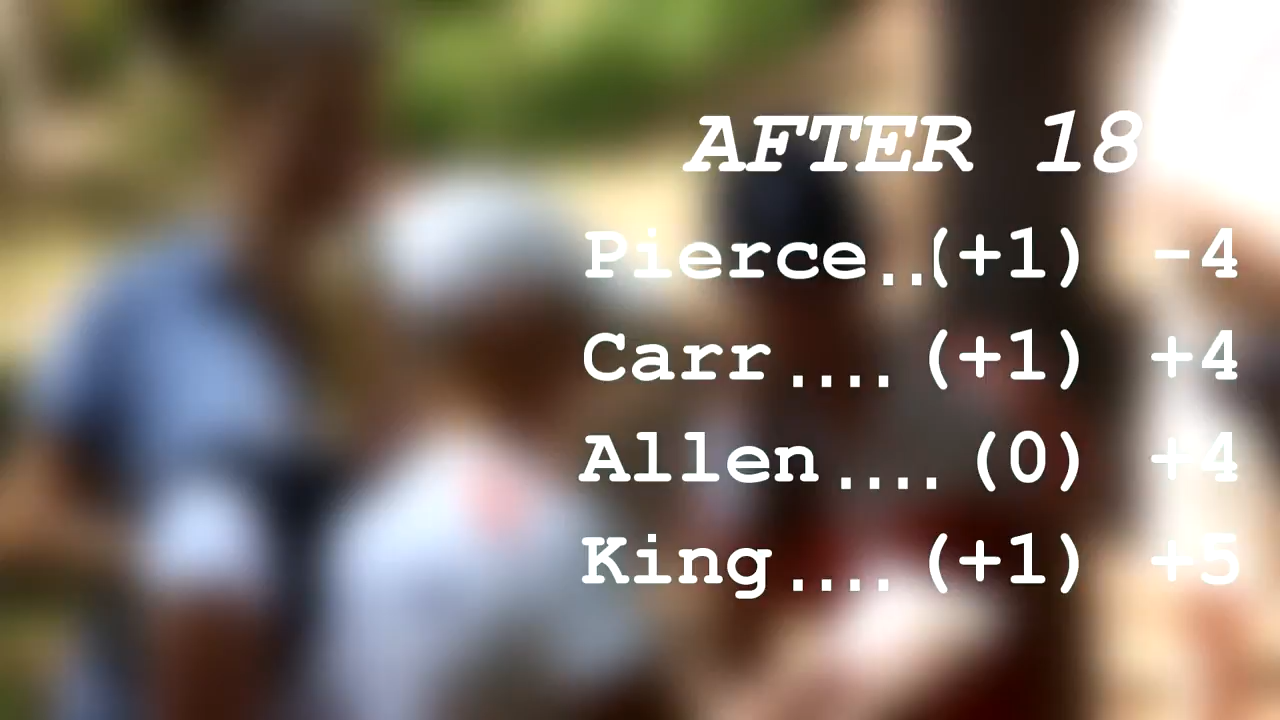 AFTER 18
Pierce..(+1) -4
Carr.... (+1) +4
Allen.... (0) +4
King.... (+1) +5